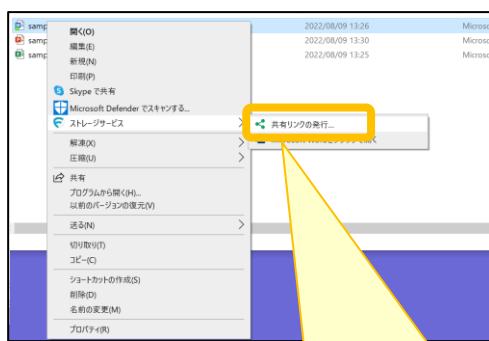 samp
2022/08/09 13:26
Microso
samp
2022/08/09 13:30
Microso
samp
2022/08/09 13:25
Microso
開く(O)
編集(E)
新規(N)
印刷(P)
Skype で共有
Microsoft Defender でスキャンする...
ストレージサービス
共有リンクの発行...
解凍(X)
圧縮(U)
共有
プログラムから開く(H)...
以前のバージョンの復元(V)
送る(N)
切り取り(T)
コピー(C)
ショートカットの作成(S)
削除(D)
名前の変更(M)
プロパティ(R)